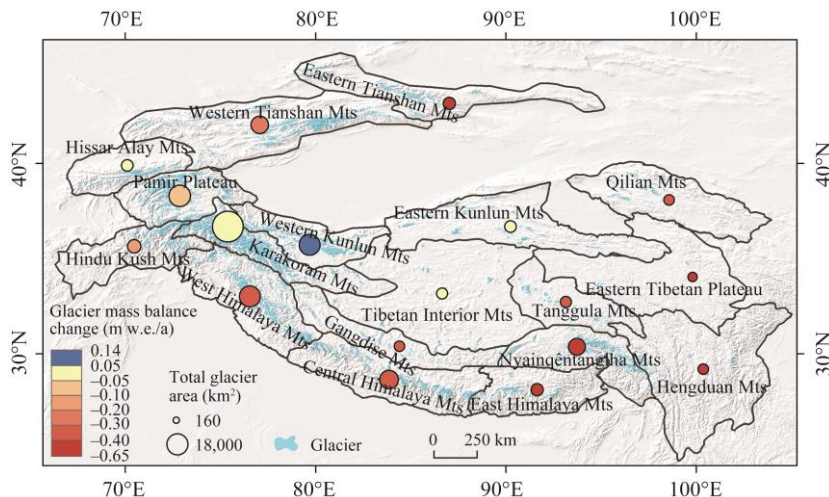 70°E 80°E 90°E 100°E
Eastern Tianshan Mts
Western Tianshan Mts
Hissar Alay Mts
40°N 40°N
Pamir Plateau
Qilian Mts
Eastern Kunlun Mts
Western Kunlun Mts
Karakoram Mts
Hindu Kush Mts
Eastern Tibetan Plateau
West Himalaya Mts
Tibetan Interior Mts
Tanggula Mts
Gangdise Mts
30°N 30°N
Nyainqêntanglha Mts
Central Himalaya Mts
East Himalaya Mts
Hengduan Mts
Glacier mass balance
change (m w.e./a)
0.14
0.05
−0.05
−0.10
−0.20
−0.30
−0.40
−0.65
Total glacier
area (km²)
160
18,000
Glacier
0 250 km
70°E 80°E 90°E 100°E